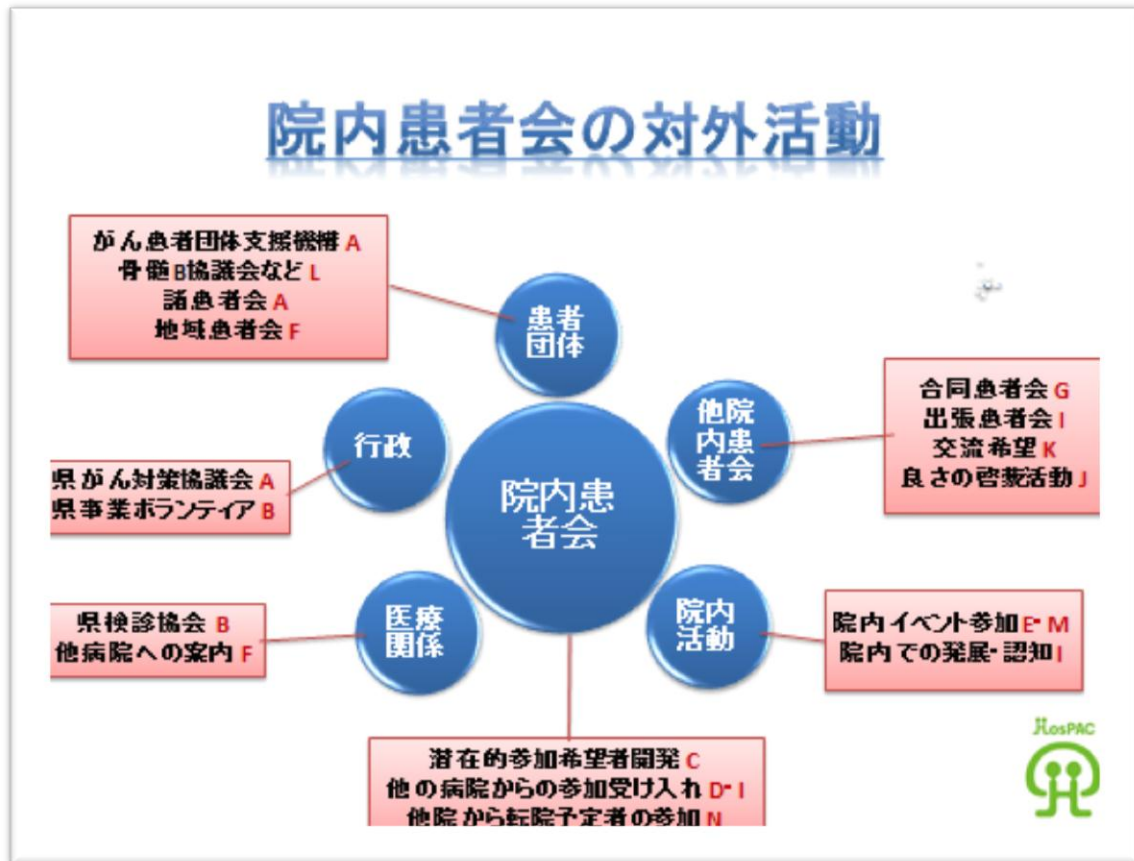 院内患者会の対外活動
がん患者団体支援機構 A
骨髄B協議会など L
諸患者会 A
地域患者会 F
患者
団体
他院
内患
者会
合同患者会 G
出張患者会 I
交流希望 K
良さの啓蒙活動 J
行政
県がん対策協議会 A
県事業ボランティア B
院内患
者会
医療
関係
県検診協会 B
他病院への案内 F
院内
活動
院内イベント参加 E・M
院内での発展・認知 I
潜在的参加希望者開発 C
他の病院からの参加受け入れ D・I
他院から転院予定者の参加 N
HosPAC